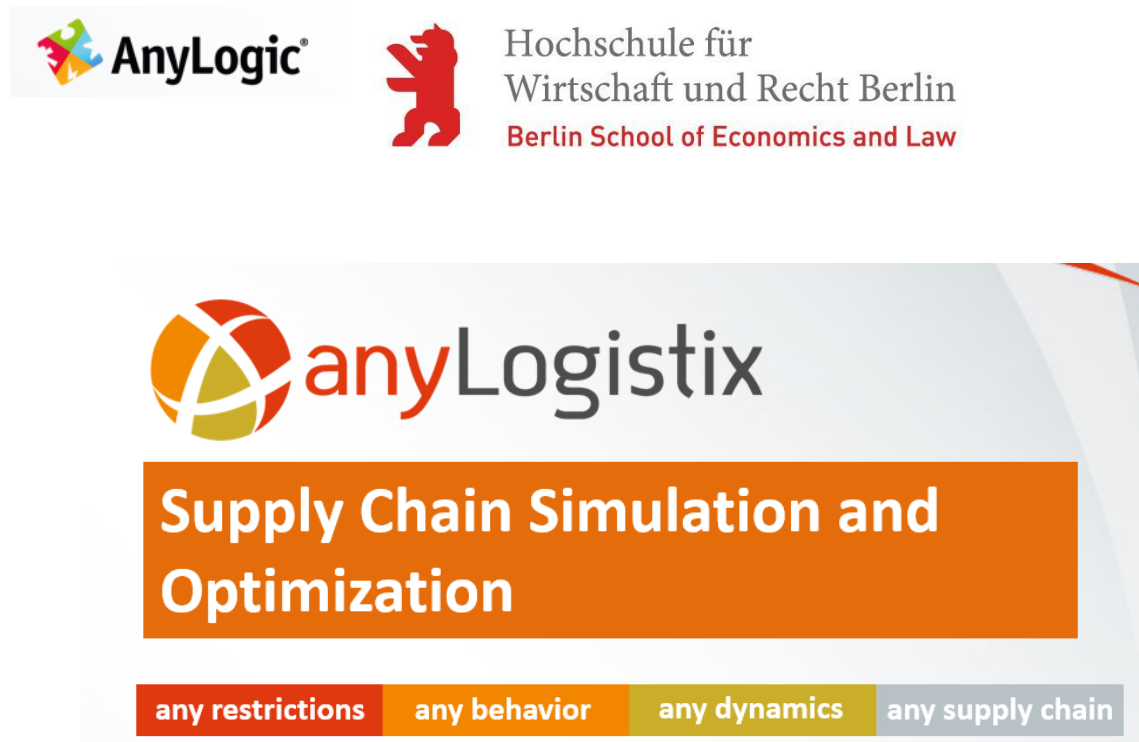 AnyLogic®
Hochschule für
Wirtschaft und Recht Berlin
Berlin School of Economics and Law
anyLogistix
Supply Chain Simulation and
Optimization
any restrictions any behavior any dynamics any supply chain